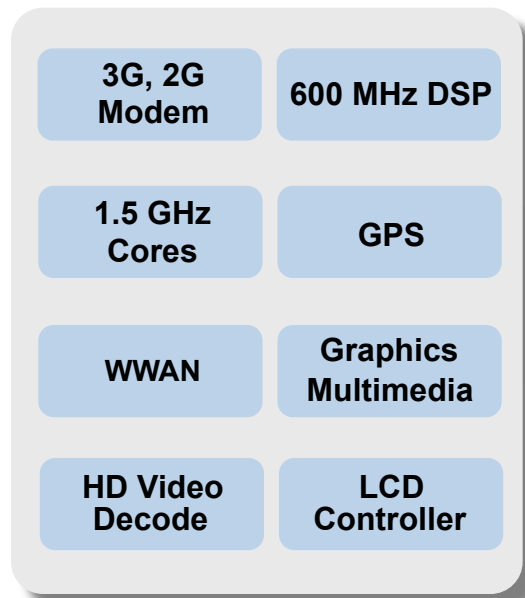 3G, 2G
Modem
600 MHz DSP
1.5 GHz
Cores
GPS
WWAN
Graphics
Multimedia
HD Video
Decode
LCD
Controller